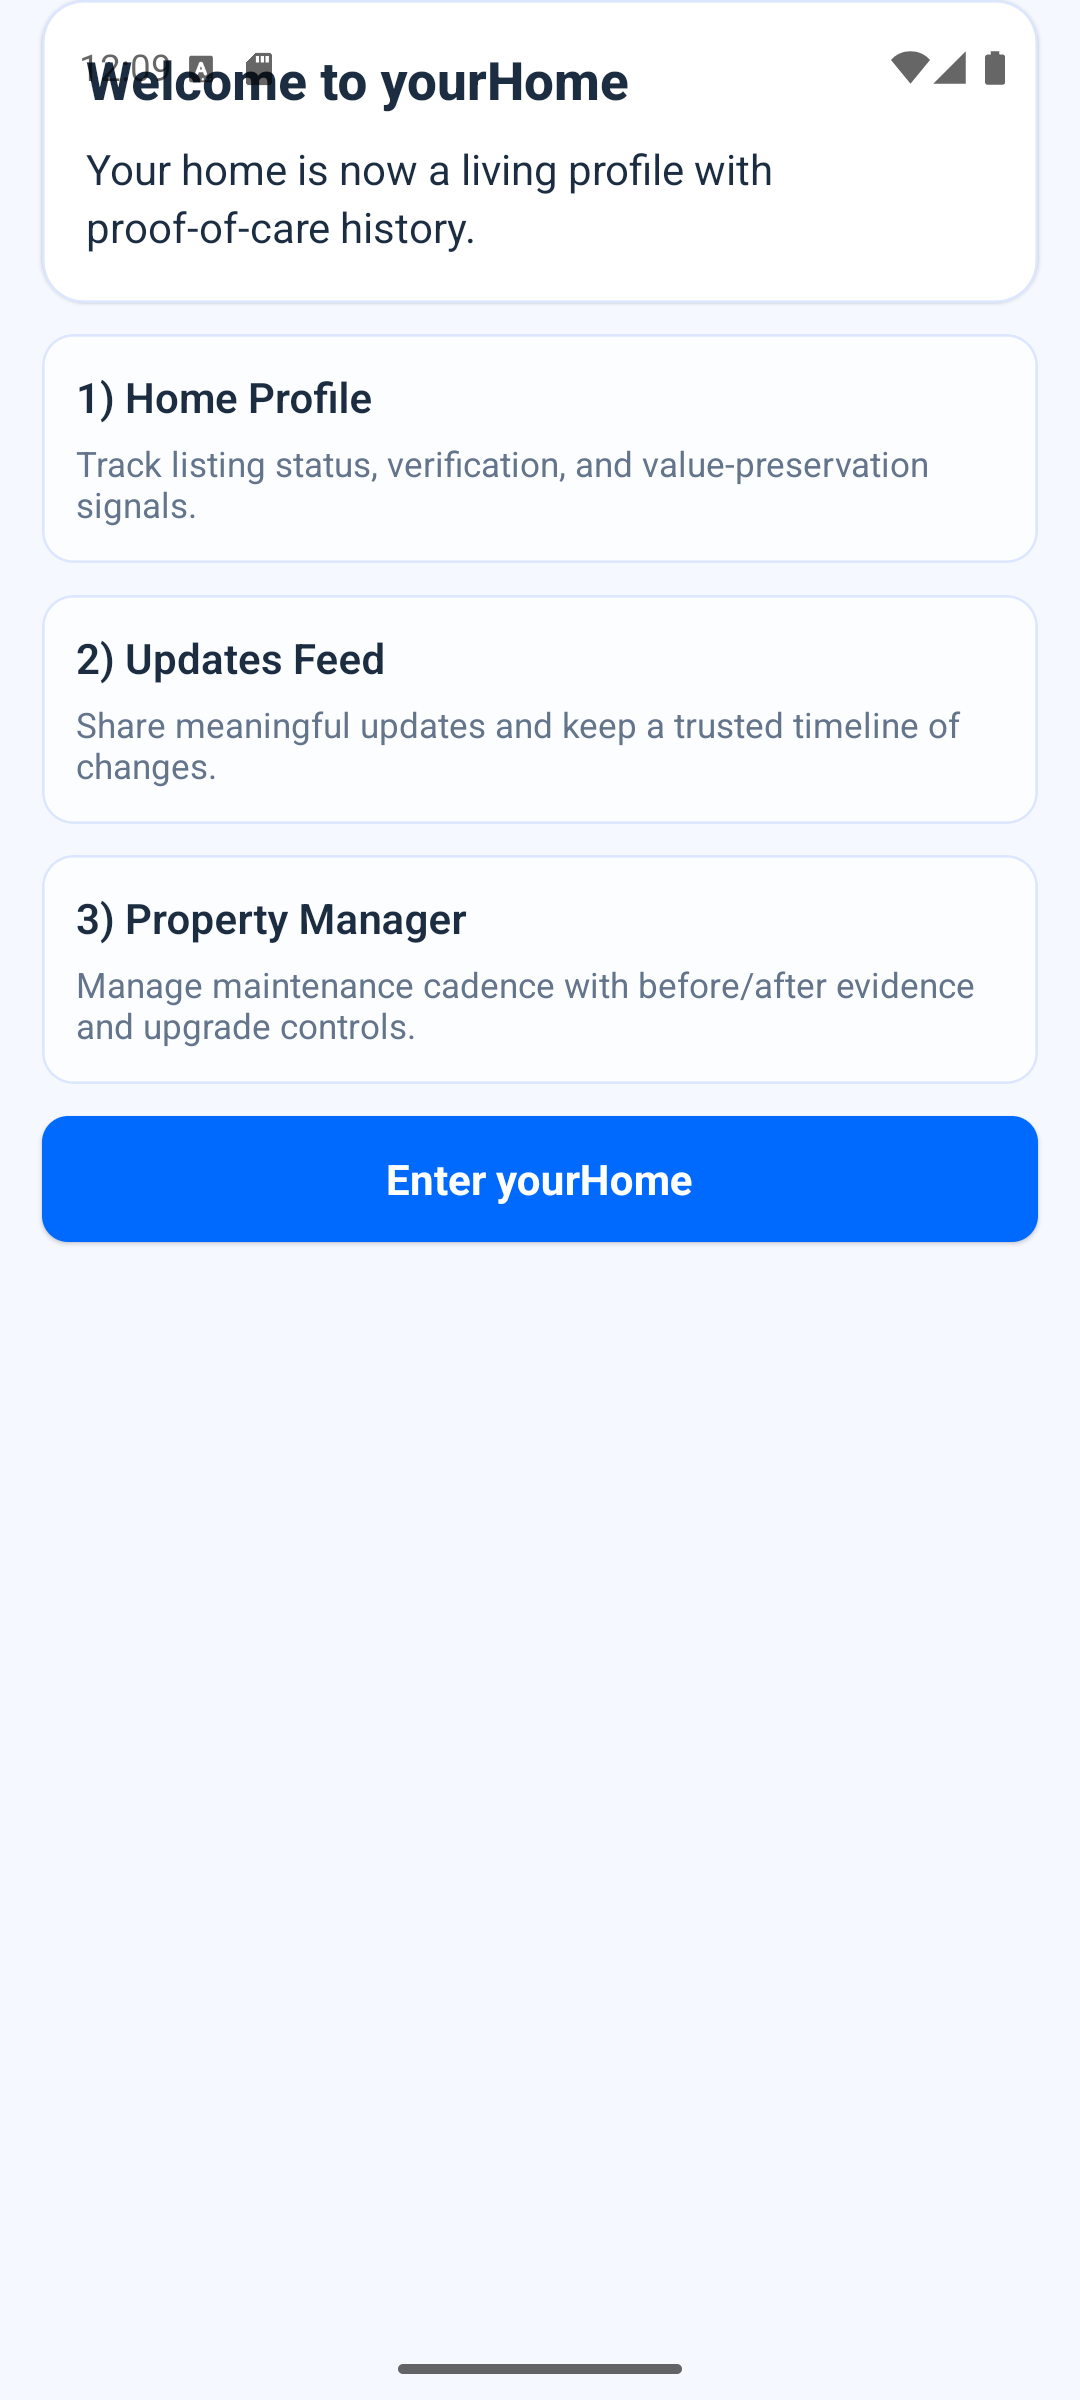 12:09
Welcome to yourHome
Your home is now a living profile with
proof-of-care history.
1) Home Profile
Track listing status, verification, and value-preservation
signals.
2) Updates Feed
Share meaningful updates and keep a trusted timeline of
changes.
3) Property Manager
Manage maintenance cadence with before/after evidence
and upgrade controls.
Enter yourHome